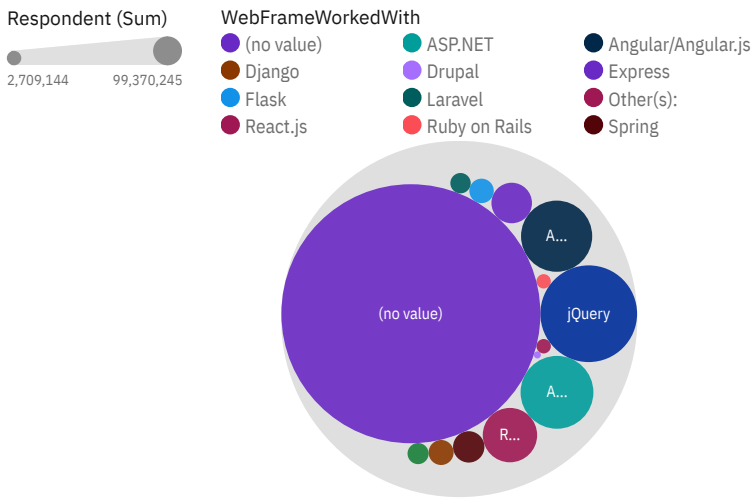 Respondent (Sum)
2,709,144 99,370,245
WebFrameWorkedWith
(no value) ASP.NET Angular/Angular.js
Django Drupal Express
Flask Laravel Other(s):
React.js Ruby on Rails Spring
A...
(no value) jQuery
A...
R...